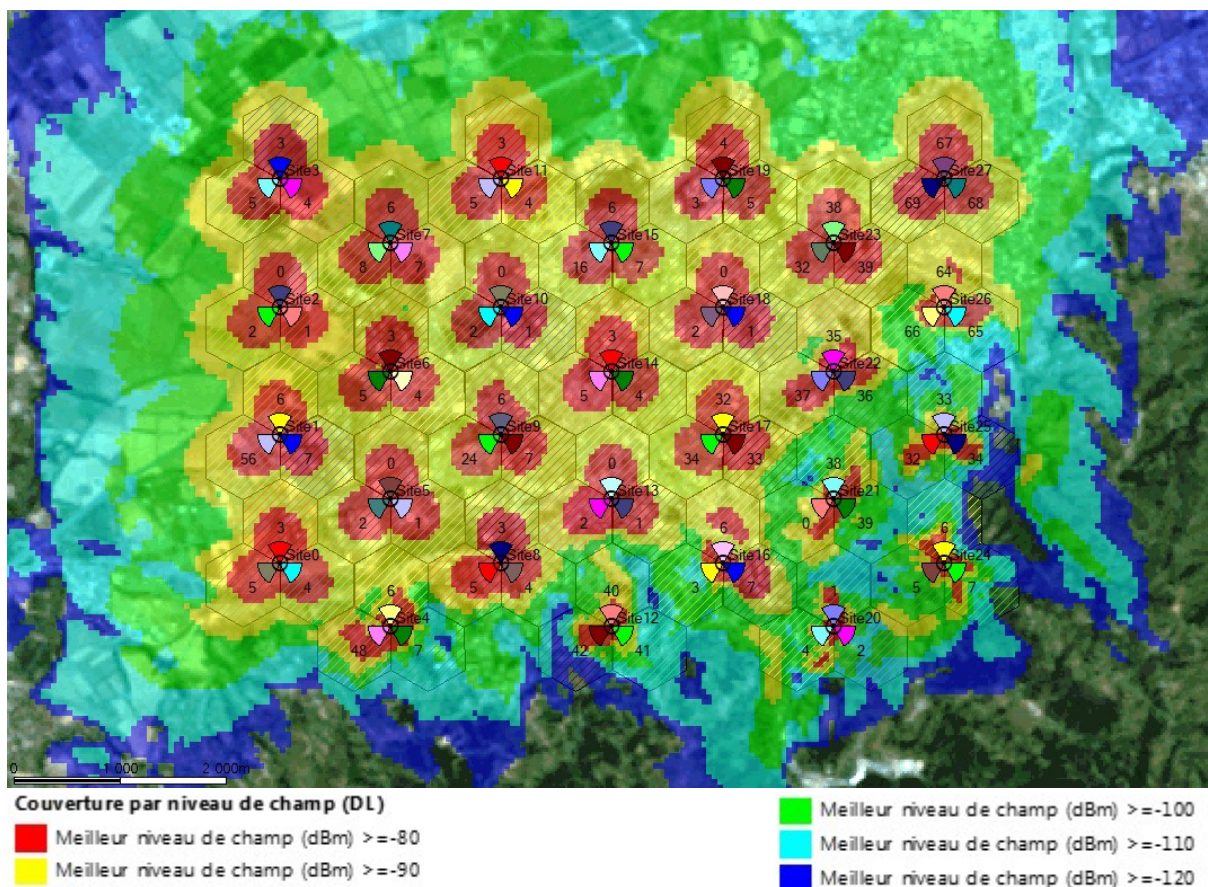 3 3 4 67
Site3 Site11 Site19 Site27
5 4 5 4 3 5 69 68
6 6 38
Site7 Site15 Site23
8 7 16 7 32 39
0 0 0 64
Site2 Site10 Site18 Site26
2 1 2 1 2 1 66 65
3 3 35
Site6 Site14 Site22
5 4 5 4 37 36
6 6 32 33
Site1 Site9 Site17 Site25
56 7 24 7 34 33 32 34
0 0 38
Site5 Site13 Site21
2 1 2 1 0 39
3 3 6 6
Site0 Site8 Site16 Site24
5 4 5 4 3 7 5 7
6 40
Site4 Site12 Site20
48 7 42 41 4 2
0 1 000 2 000m
Couverture par niveau de champ (DL)
Meilleur niveau de champ (dBm) >=-80
Meilleur niveau de champ (dBm) >=-90
Meilleur niveau de champ (dBm) >=-100
Meilleur niveau de champ (dBm) >=-110
Meilleur niveau de champ (dBm) >=-120